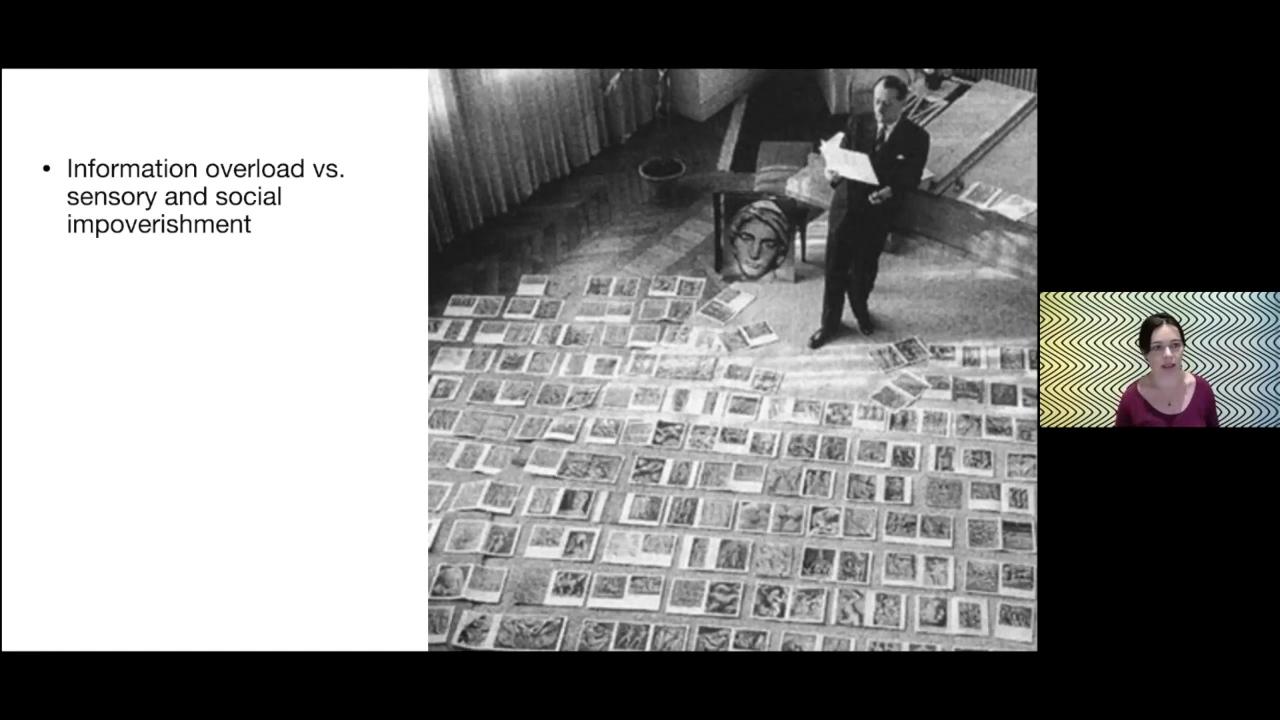 • Information overload vs.
sensory and social
impoverishment